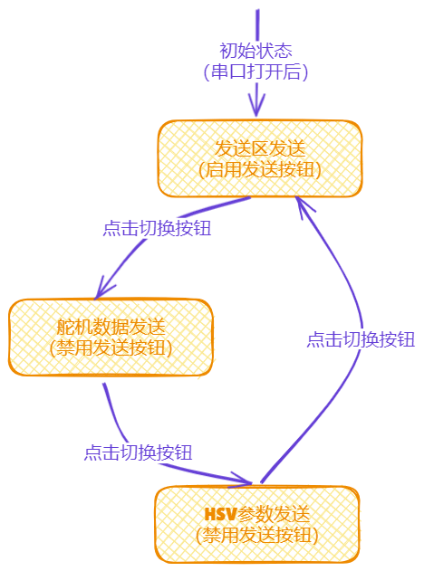 初始状态
(串口打开后)
发送区发送
(启用发送按钮)
点击切换按钮
舵机数据发送
(禁用发送按钮)
点击切换按钮
点击切换按钮
HSV参数发送
(禁用发送按钮)